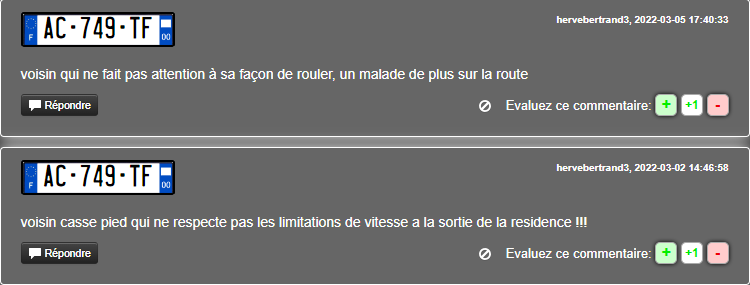 F AC-749-TF 00
hervebertrand3, 2022-03-05 17:40:33
voisin qui ne fait pas attention à sa façon de rouler, un malade de plus sur la route
Répondre Evaluez ce commentaire: + +1 -
F AC-749-TF 00
hervebertrand3, 2022-03-02 14:46:58
voisin casse pied qui ne respecte pas les limitations de vitesse a la sortie de la residence !!!
Répondre Evaluez ce commentaire: + +1 -